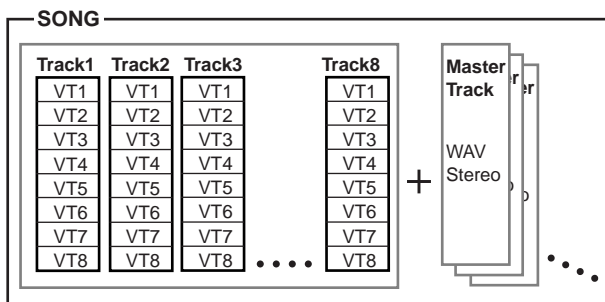 SONG
Track1 Track2 Track3 Track8
VT1 VT1 VT1 VT1
VT2 VT2 VT2 VT2
VT3 VT3 VT3 VT3
VT4 VT4 VT4 VT4
VT5 VT5 VT5 VT5
VT6 VT6 VT6 VT6
VT7 VT7 VT7 VT7
VT8 VT8 VT8 VT8
+
Master
Track
WAV
Stereo
er
er
o
o